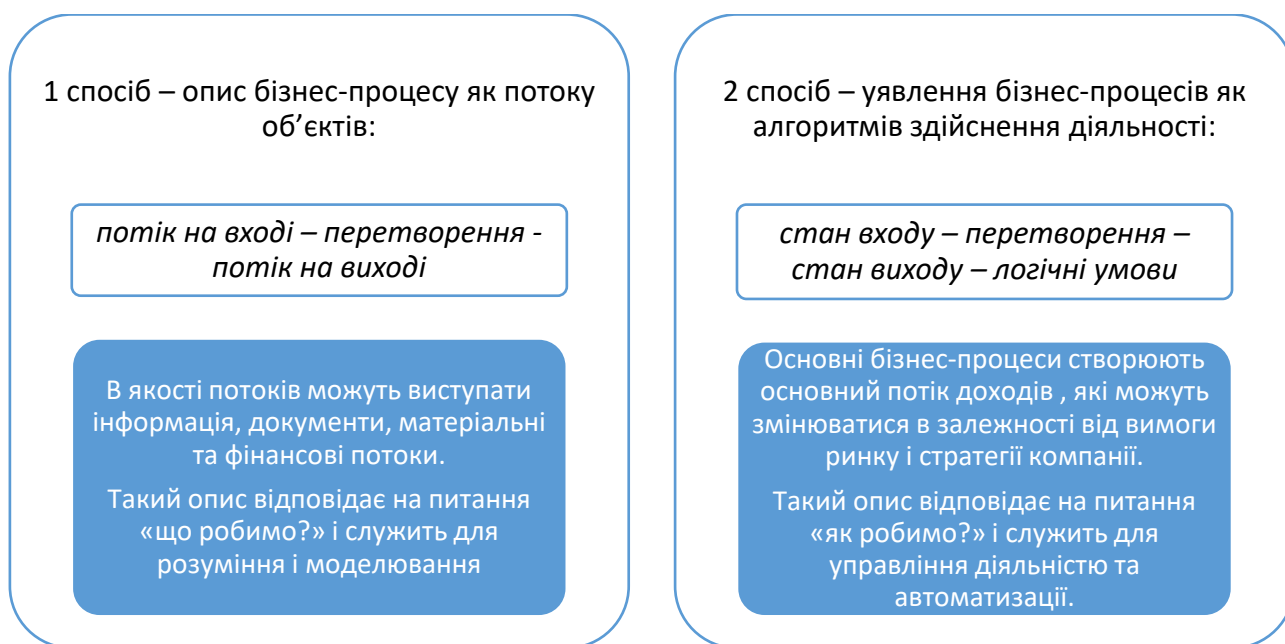 1 спосіб – опис бізнес-процесу як потоку
об’єктів:
потік на вході – перетворення -
потік на виході
В якості потоків можуть виступати
інформація, документи, матеріальні
та фінансові потоки.
Такий опис відповідає на питання
«що робимо?» і служить для
розуміння і моделювання
2 спосіб – уявлення бізнес-процесів як
алгоритмів здійснення діяльності:
стан входу – перетворення –
стан виходу – логічні умови
Основні бізнес-процеси створюють
основний потік доходів , які можуть
змінюватися в залежності від вимоги
ринку і стратегії компанії.
Такий опис відповідає на питання
«як робимо?» і служить для
управління діяльністю та
автоматизації.